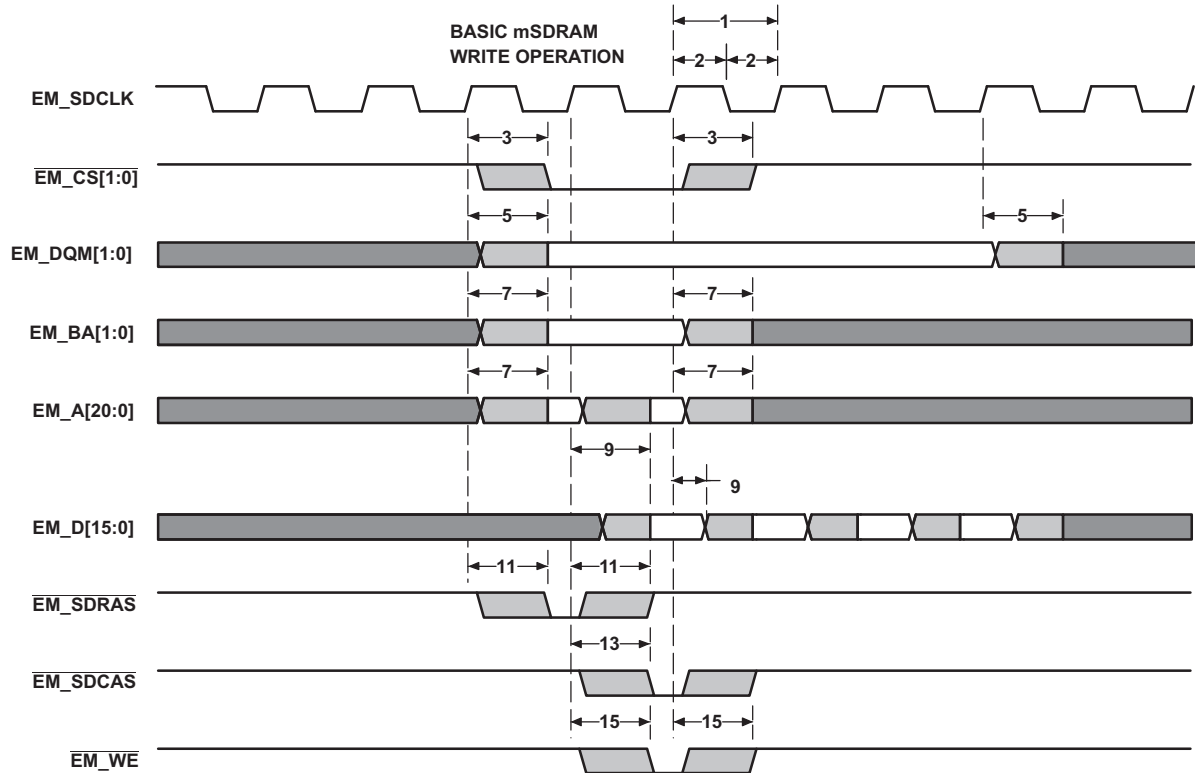 BASIC mSDRAM
WRITE OPERATION
1
2 2
EM_SDCLK
3 3
EM_CS[1:0]
5 5
EM_DQM[1:0]
7 7
EM_BA[1:0]
7 7
EM_A[20:0]
9
9
EM_D[15:0]
11 11
EM_SDRAS
13
EM_SDCAS
15 15
EM_WE